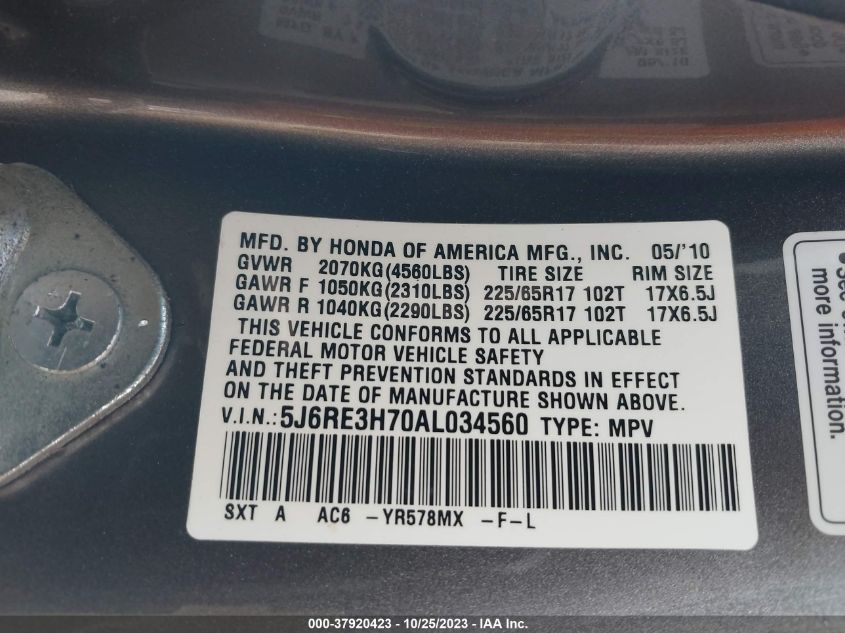 MFD. BY HONDA OF AMERICA MFG., INC. 05/'10
GVWR 2070KG(4560LBS) TIRE SIZE RIM SIZE
GAWR F 1050KG(2310LBS) 225/65R17 102T 17X6.5J
GAWR R 1040KG(2290LBS) 225/65R17 102T 17X6.5J
THIS VEHICLE CONFORMS TO ALL APPLICABLE
FEDERAL MOTOR VEHICLE SAFETY
AND THEFT PREVENTION STANDARDS IN EFFECT
ON THE DATE OF MANUFACTURE SHOWN ABOVE.
V.I.N.: 5J6RE3H70AL034560 TYPE: MPV
SXT A AC6 -YR578MX -F-L
more information.
000-37920423 - 10/25/2023 - IAA Inc.